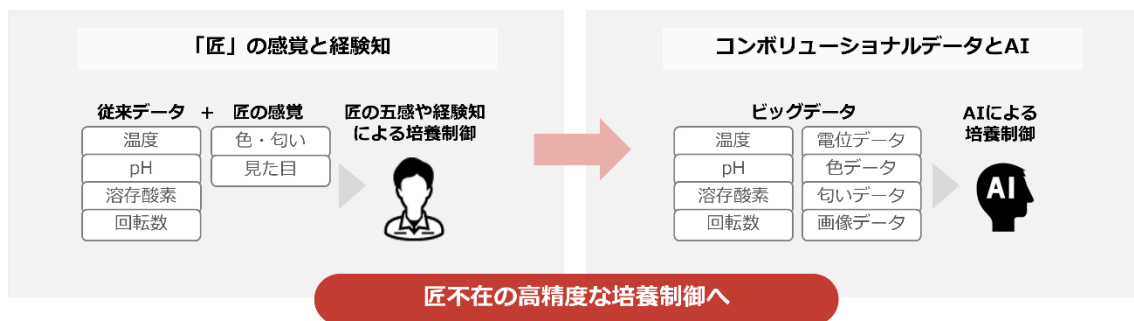 「匠」の感覚と経験知
従来データ + 匠の感覚
温度
pH
溶存酸素
回転数
色・匂い
見た目
匠の五感や経験知
による培養制御
コンボリューショナルデータとAI
ビッグデータ
温度
pH
溶存酸素
回転数
電位データ
色データ
匂いデータ
画像データ
AIによる
培養制御
AI
匠不在の高精度な培養制御へ